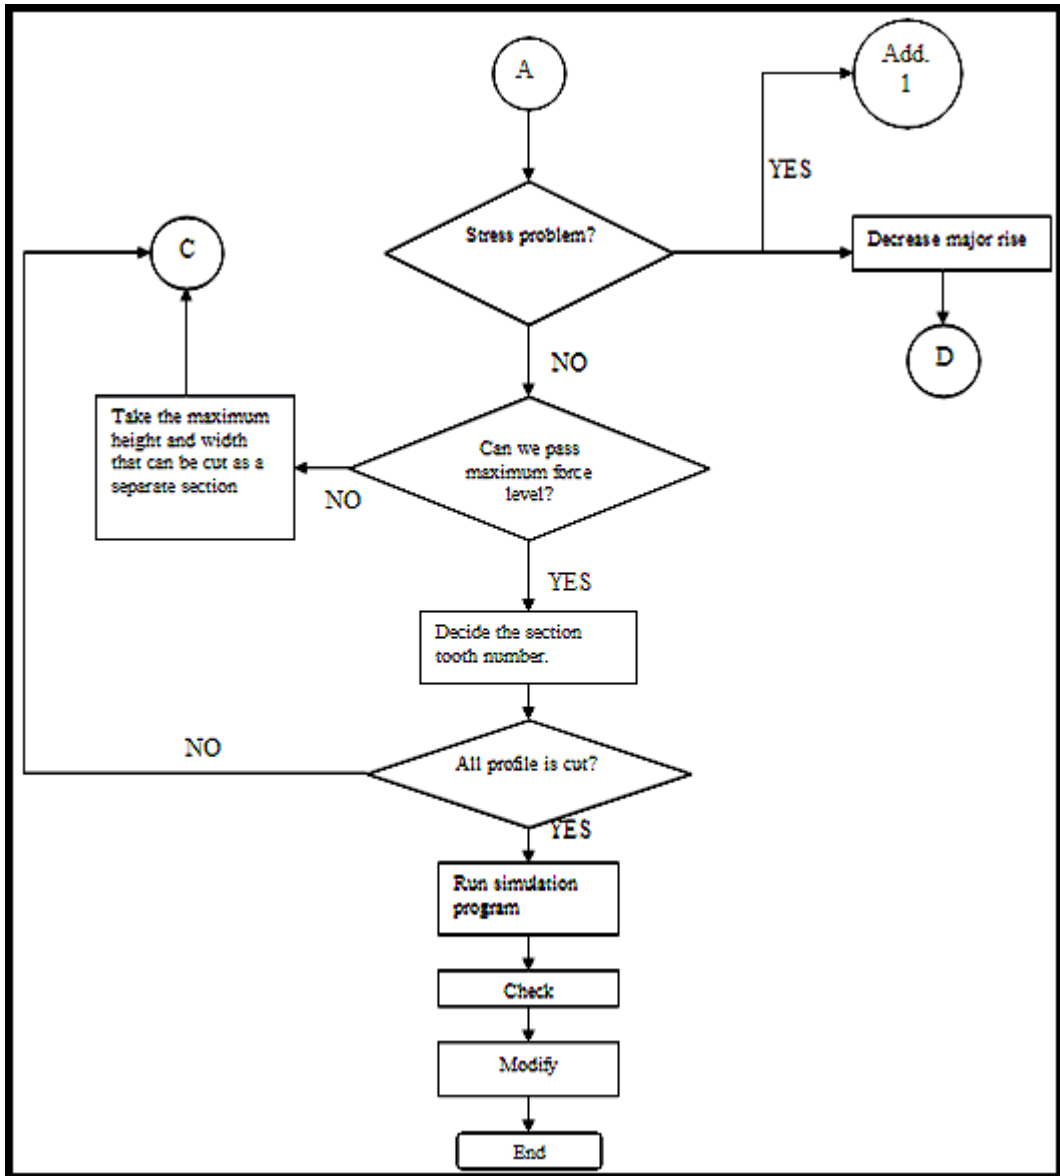 A
Add.
1
YES
Stress problem?
Decrease major rise
C
D
NO
Take the maximum
height and width
that can be cut as a
separate section
Can we pass
maximum force
level?
NO
YES
Decide the section
tooth number.
NO
All profile is cut?
YES
Run simulation
program
Check
Modify
End